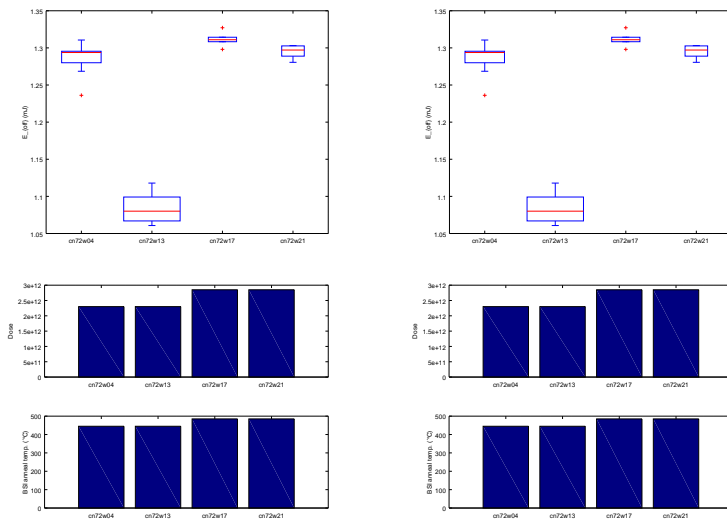 1.35
1.3
1.25
1.2
1.15
1.1
1.05
E_{off} (mJ)
cn72w04 cn72w13 cn72w17 cn72w21
1.35
1.3
1.25
1.2
1.15
1.1
1.05
E_{off} (mJ)
cn72w04 cn72w13 cn72w17 cn72w21
3e+12
2.5e+12
2e+12
1.5e+12
1e+12
5e+11
0
Dose
cn72w04 cn72w13 cn72w17 cn72w21
3e+12
2.5e+12
2e+12
1.5e+12
1e+12
5e+11
0
Dose
cn72w04 cn72w13 cn72w17 cn72w21
500
400
300
200
100
0
BSI anneal temp. (°C)
cn72w04 cn72w13 cn72w17 cn72w21
500
400
300
200
100
0
BSI anneal temp. (°C)
cn72w04 cn72w13 cn72w17 cn72w21